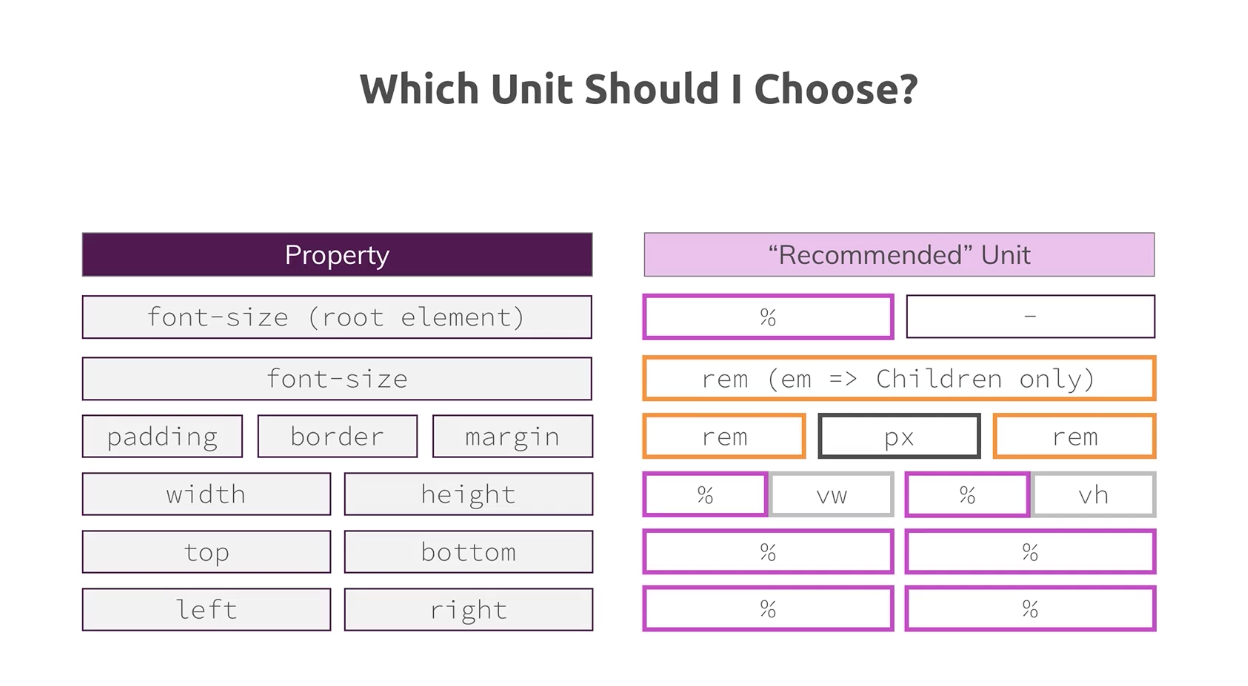 Which Unit Should I Choose?
Property “Recommended” Unit
font-size (root element) % –
font-size rem (em => Children only)
padding border margin rem px rem
width height % vw % vh
top bottom % %
left right % %